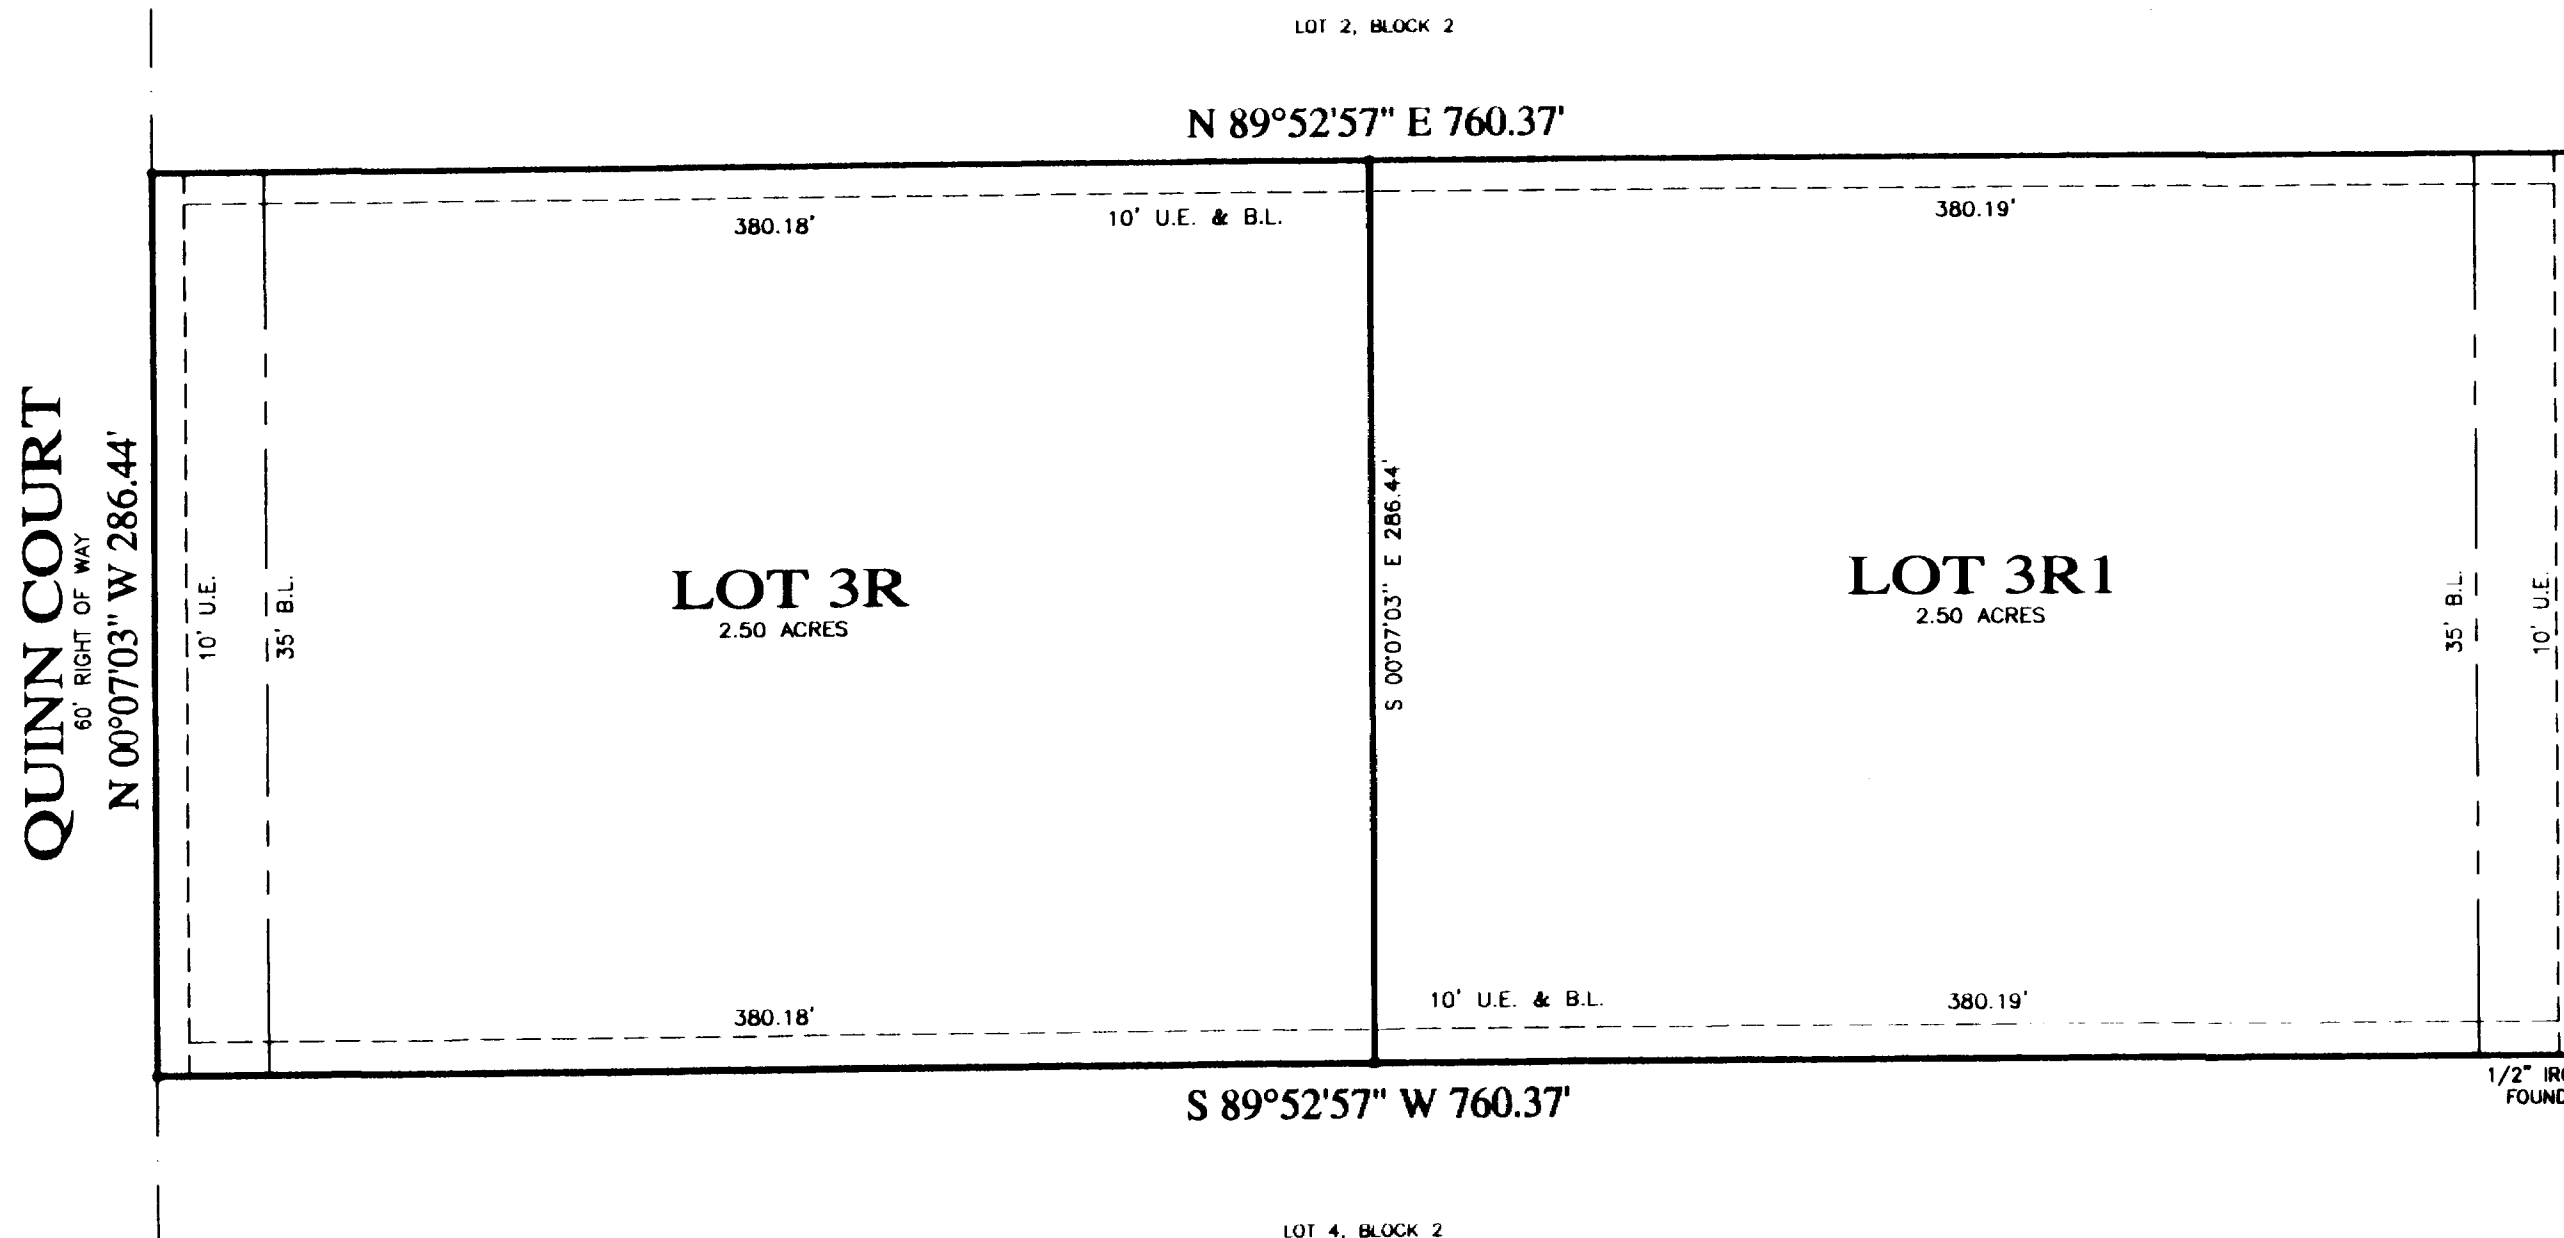 LOT 2, BLOCK 2
N 89°52'57" E 760.37'
380.18'
10' U.E. & B.L.
380.19'
QUINN COURT
60' RIGHT OF WAY
N 00°07'03" W 286.44'
10' U.E.
35' B.L.
LOT 3R
2.50 ACRES
S 00°07'03" E 286.44'
LOT 3R1
2.50 ACRES
35' B.L.
10' U.E.
380.18'
10' U.E. & B.L.
380.19'
S 89°52'57" W 760.37'
1/2"
FOUND
LOT 4, BLOCK 2